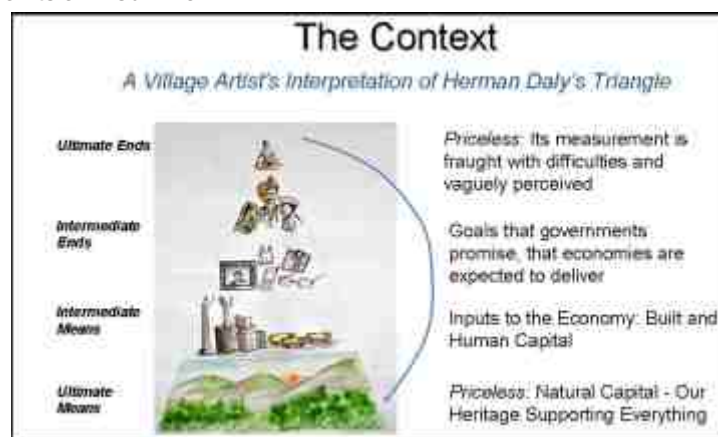 The Context
A Village Artist's Interpretation of Herman Daly's Triangle
Ultimate Ends
Priceless: Its measurement is
fraught with difficulties and
vaguely perceived
Intermediate
Ends
Goals that governments
promise, that economies are
expected to deliver
Intermediate
Means
Inputs to the Economy: Built and
Human Capital
Ultimate
Means
Priceless: Natural Capital - Our
Heritage Supporting Everything